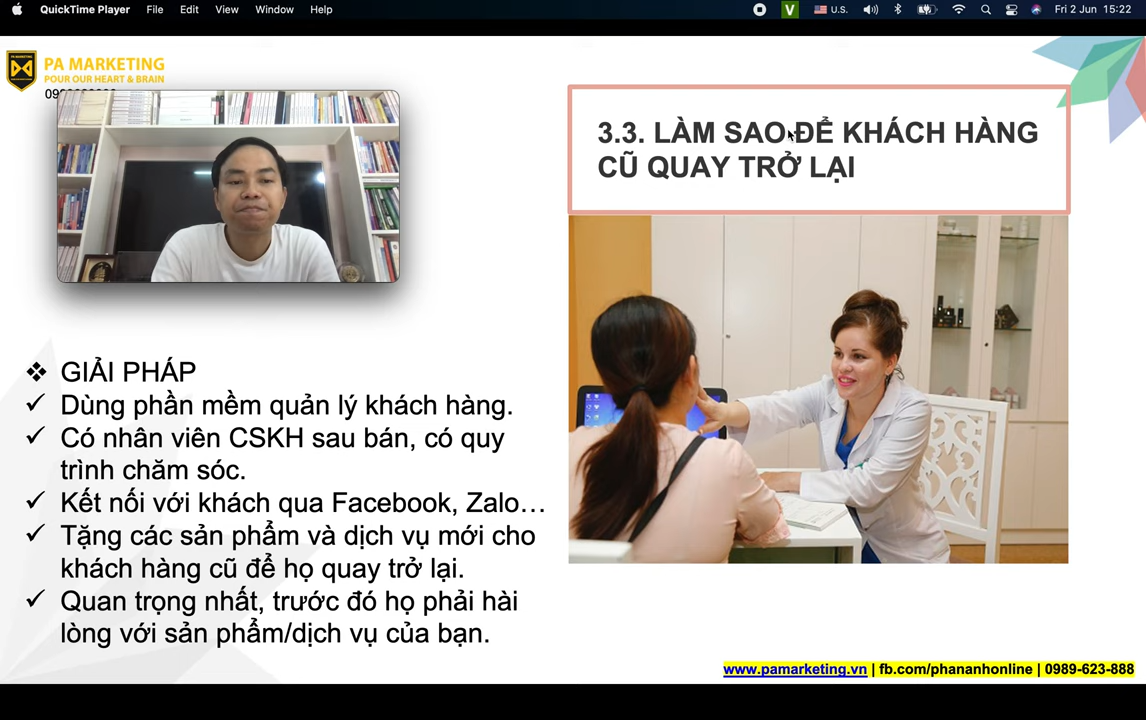 QuickTime Player File Edit View Window Help
V U.S. Fri 2 Jun 15:22
PA MARKETING
POUR OUR HEART & BRAIN
3.3. LÀM SAO ĐỂ KHÁCH HÀNG
CŨ QUAY TRỞ LẠI
❖ GIẢI PHÁP
✓ Dùng phần mềm quản lý khách hàng.
✓ Có nhân viên CSKH sau bán, có quy
trình chăm sóc.
✓ Kết nối với khách qua Facebook, Zalo…
✓ Tặng các sản phẩm và dịch vụ mới cho
khách hàng cũ để họ quay trở lại.
✓ Quan trọng nhất, trước đó họ phải hài
lòng với sản phẩm/dịch vụ của bạn.
www.pamarketing.vn | fb.com/phananhonline | 0989-623-888